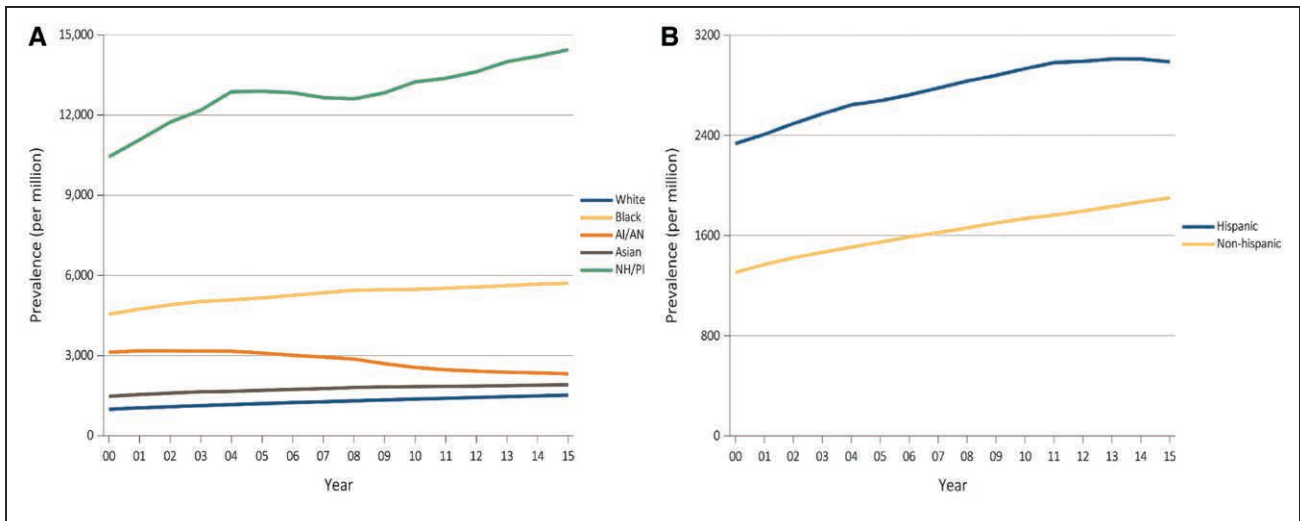 A
15,000
12,000
9,000
6,000
3,000
0
Prevalence (per million)
00 01 02 03 04 05 06 07 08 09 10 11 12 13 14 15
Year
White
Black
AI/AN
Asian
NH/PI
B
3200
2400
1600
800
0
Prevalence (per million)
00 01 02 03 04 05 06 07 08 09 10 11 12 13 14 15
Year
Hispanic
Non-hispanic